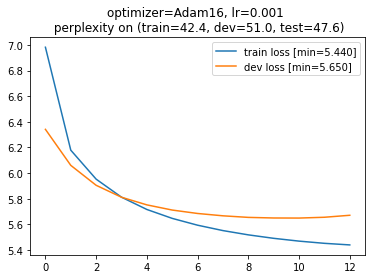 optimizer=Adam16, lr=0.001
perplexity on (train=42.4, dev=51.0, test=47.6)
train loss [min=5.440]
dev loss [min=5.650]
7.0
6.8
6.6
6.4
6.2
6.0
5.8
5.6
5.4
0 2 4 6 8 10 12